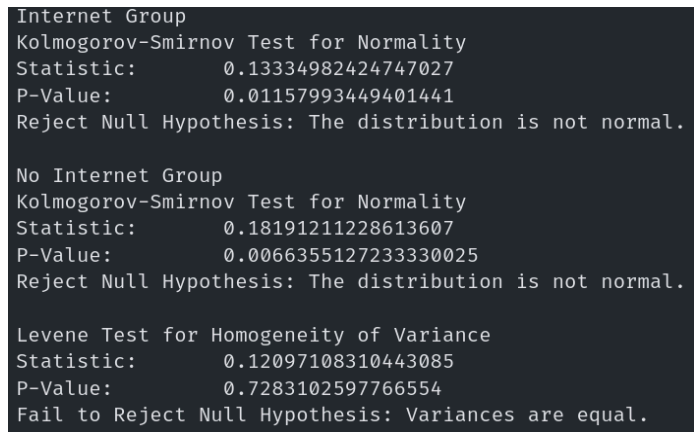 Internet Group
Kolmogorov-Smirnov Test for Normality
Statistic: 0.13334982424747027
P-Value: 0.01157993449401441
Reject Null Hypothesis: The distribution is not normal.
No Internet Group
Kolmogorov-Smirnov Test for Normality
Statistic: 0.18191211228613607
P-Value: 0.0066355127233330025
Reject Null Hypothesis: The distribution is not normal.
Levene Test for Homogeneity of Variance
Statistic: 0.12097108310443085
P-Value: 0.7283102597766554
Fail to Reject Null Hypothesis: Variances are equal.